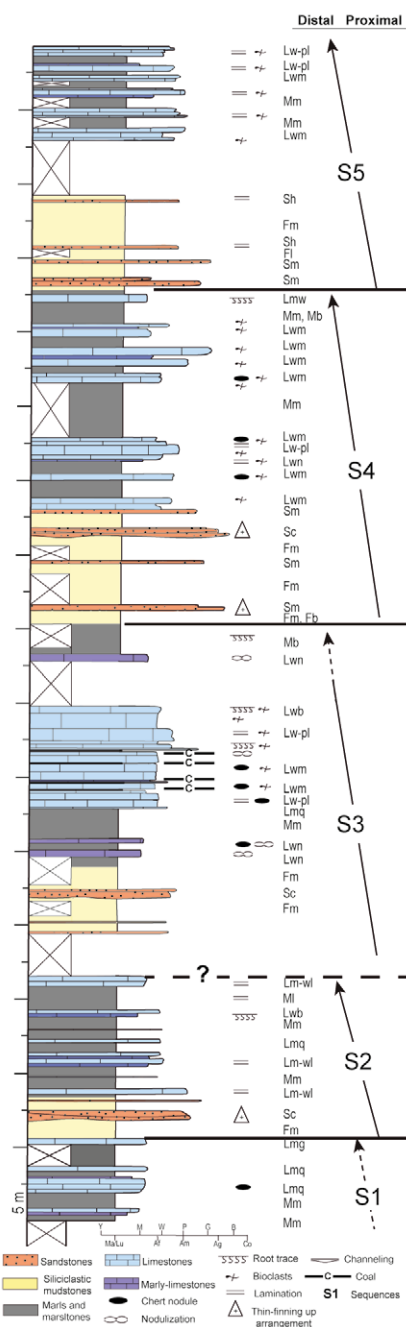 Distal Proximal
Lw-pl
Lw-pl
Lwm
Mm
Mm
Lwm
S5
Sh
Fm
Sh
Fl
Sm
Sm
Lmw
Mm, Mb
Lwm
Lwm
Lwm
Lwm
Mm
S4
Lwm
Lw-pl
Lwn
Lwm
Lwm
Sm
Sc
Fm
Sm
Fm
Sm
Fm, Fb
Mb
Lwn
Lwb
Lw-pl
C
C
Lwm
C
C
Lwm
Lw-pl
Lmq
Mm
S3
Lwn
Lwn
Fm
Sc
Fm
?
Lm-wl
Ml
Lwb
Mm
S2
Lmq
Lm-wl
Mm
Lm-wl
Sc
Fm
Lmg
Lmq
S1
Lmq
Mm
Mm
5 m
Y M W P G B
Ma/Lu Af Am Ag Co
Sandstones Limestones Root trace Channeling
Siliciclastic mudstones Marly-limestones Bioclasts C Coal
Marls and marsltones Chert nodule Lamination S1 Sequences
Nodulization Thin-finning up arrangement